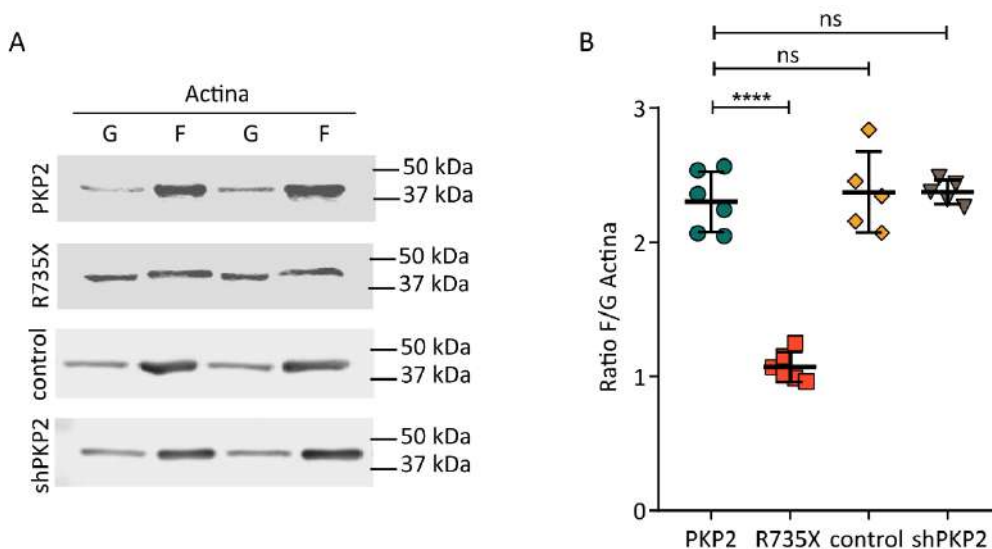 A
Actina
G F G F
PKP2
50 kDa
37 kDa
R735X
50 kDa
37 kDa
control
50 kDa
37 kDa
shPKP2
50 kDa
37 kDa
B
ns
ns
****
Ratio F/G Actina
3
2
1
0
PKP2 R735X control shPKP2